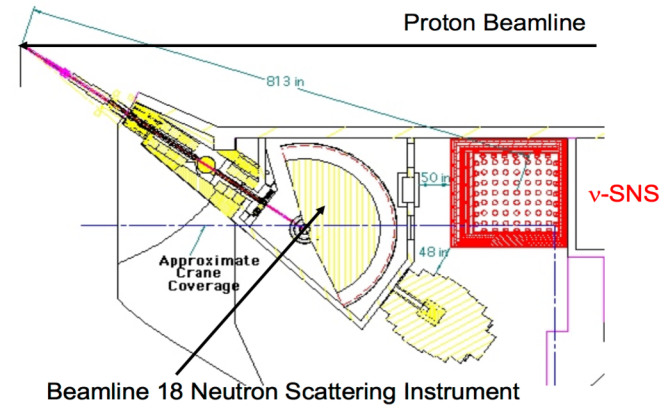 Proton Beamline
813 in
50 in
ν-SNS
48 in
Approximate
Crane
Coverage
Beamline 18 Neutron Scattering Instrument